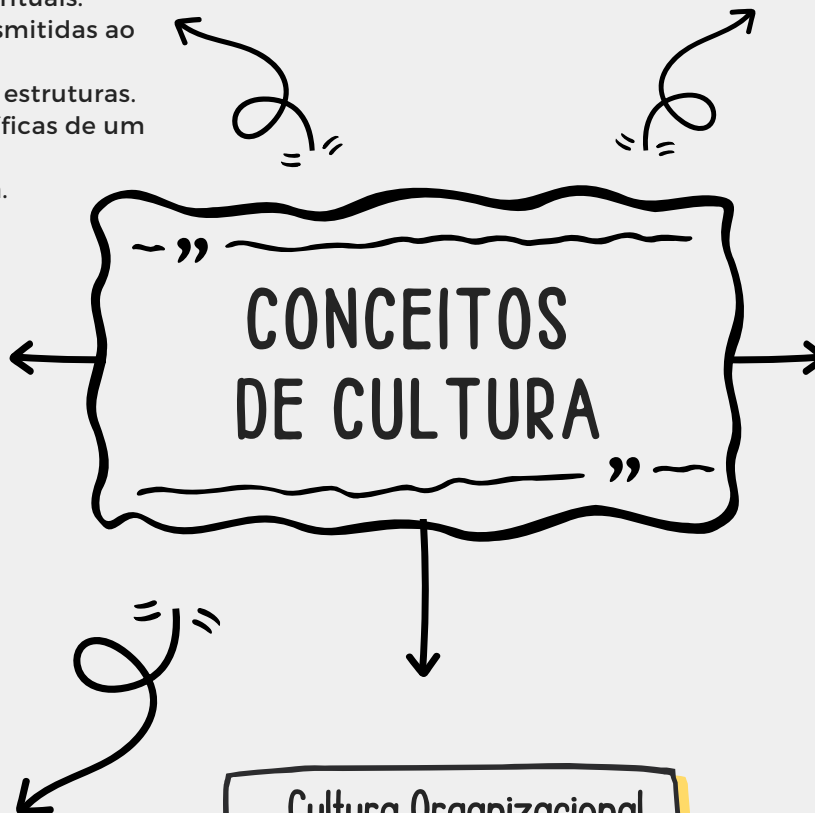 smitidas ao
estruturas.
ficas de um
CONCEITOS
DE CULTURA
Cultura Organizacional